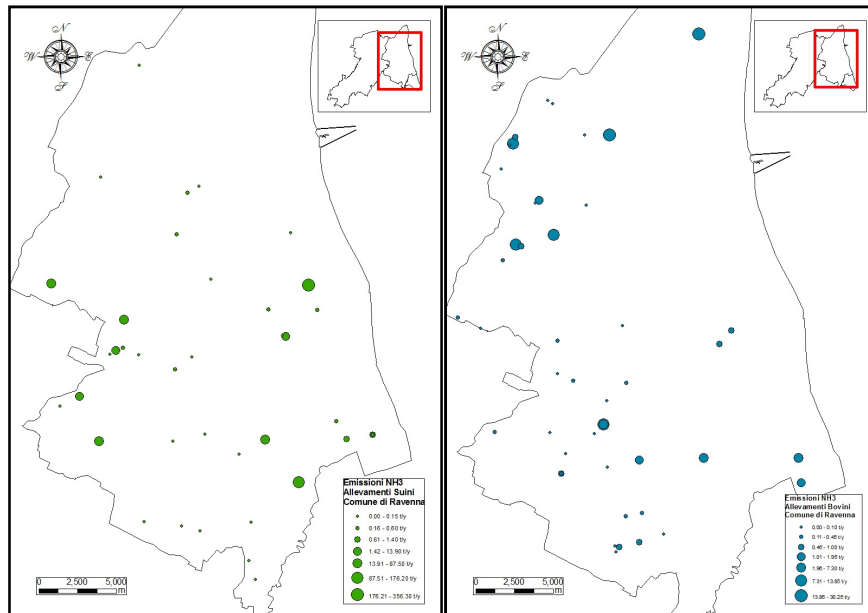 N
W E
S
Emissioni NH3
Allevamenti Suini
Comune di Ravenna
0.00 - 0.15 t/y
0.16 - 0.60 t/y
0.61 - 1.40 t/y
1.42 - 13.90 t/y
13.91 - 87.50 t/y
87.51 - 176.20 t/y
176.21 - 356.30 t/y
0 2,500 5,000
m
N
W E
S
Emissioni NH3
Allevamenti Bovini
Comune di Ravenna
0.00 - 0.10 t/y
0.11 - 0.45 t/y
0.46 - 1.00 t/y
1.01 - 1.95 t/y
1.96 - 7.30 t/y
7.31 - 13.85 t/y
13.86 - 30.25 t/y
0 2,500 5,000
m